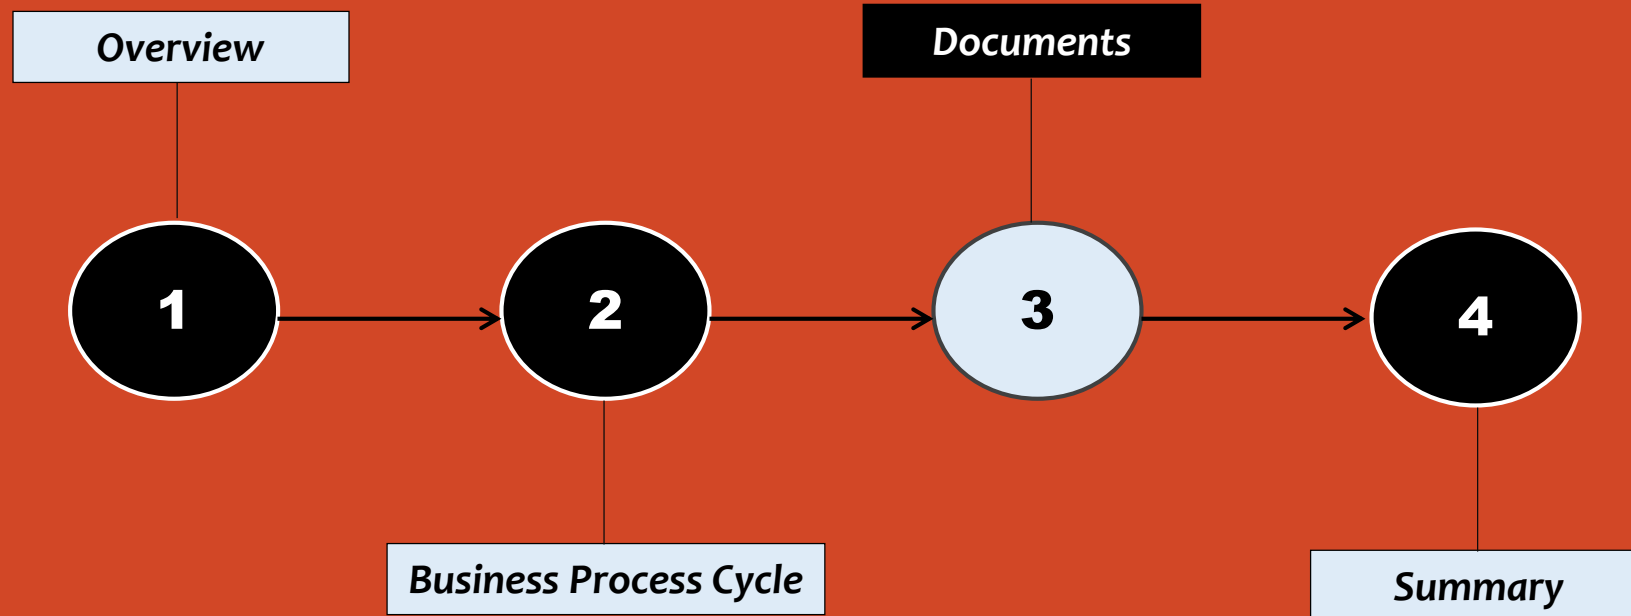 Overview
Documents
1
2
3
4
Business Process Cycle
Summary